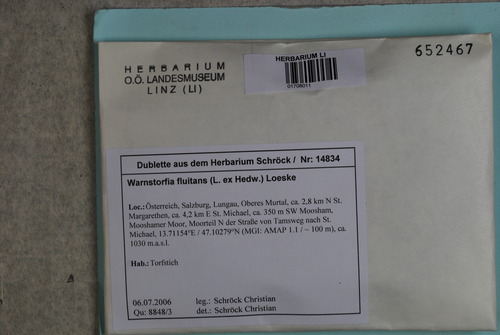 652467
HERBARIUM
O.Ö. LANDESMUSEUM
LINZ (LI)
HERBARIUM LI
01708011
Dublette aus dem Herbarium Schröck / Nr: 14834
Warnstorfia fluitans (L. ex Hedw.) Loeske
Loc.: Österreich, Salzburg, Lungau, Oberes Murtal, ca. 2,8 km N St.
Margarethen, ca. 4,2 km E St. Michael, ca. 350 m SW Moosham,
Mooshamer Moor, Moorteil N der Straße von Tamsweg nach St.
Michael, 13.71154°E / 47.10279°N (MGI: AMAP 1.1 / ~ 100 m), ca.
1030 m.a.s.l.
Hab.: Torfstich
06.07.2006 leg.: Schröck Christian
Qu: 8848/3 det.: Schröck Christian